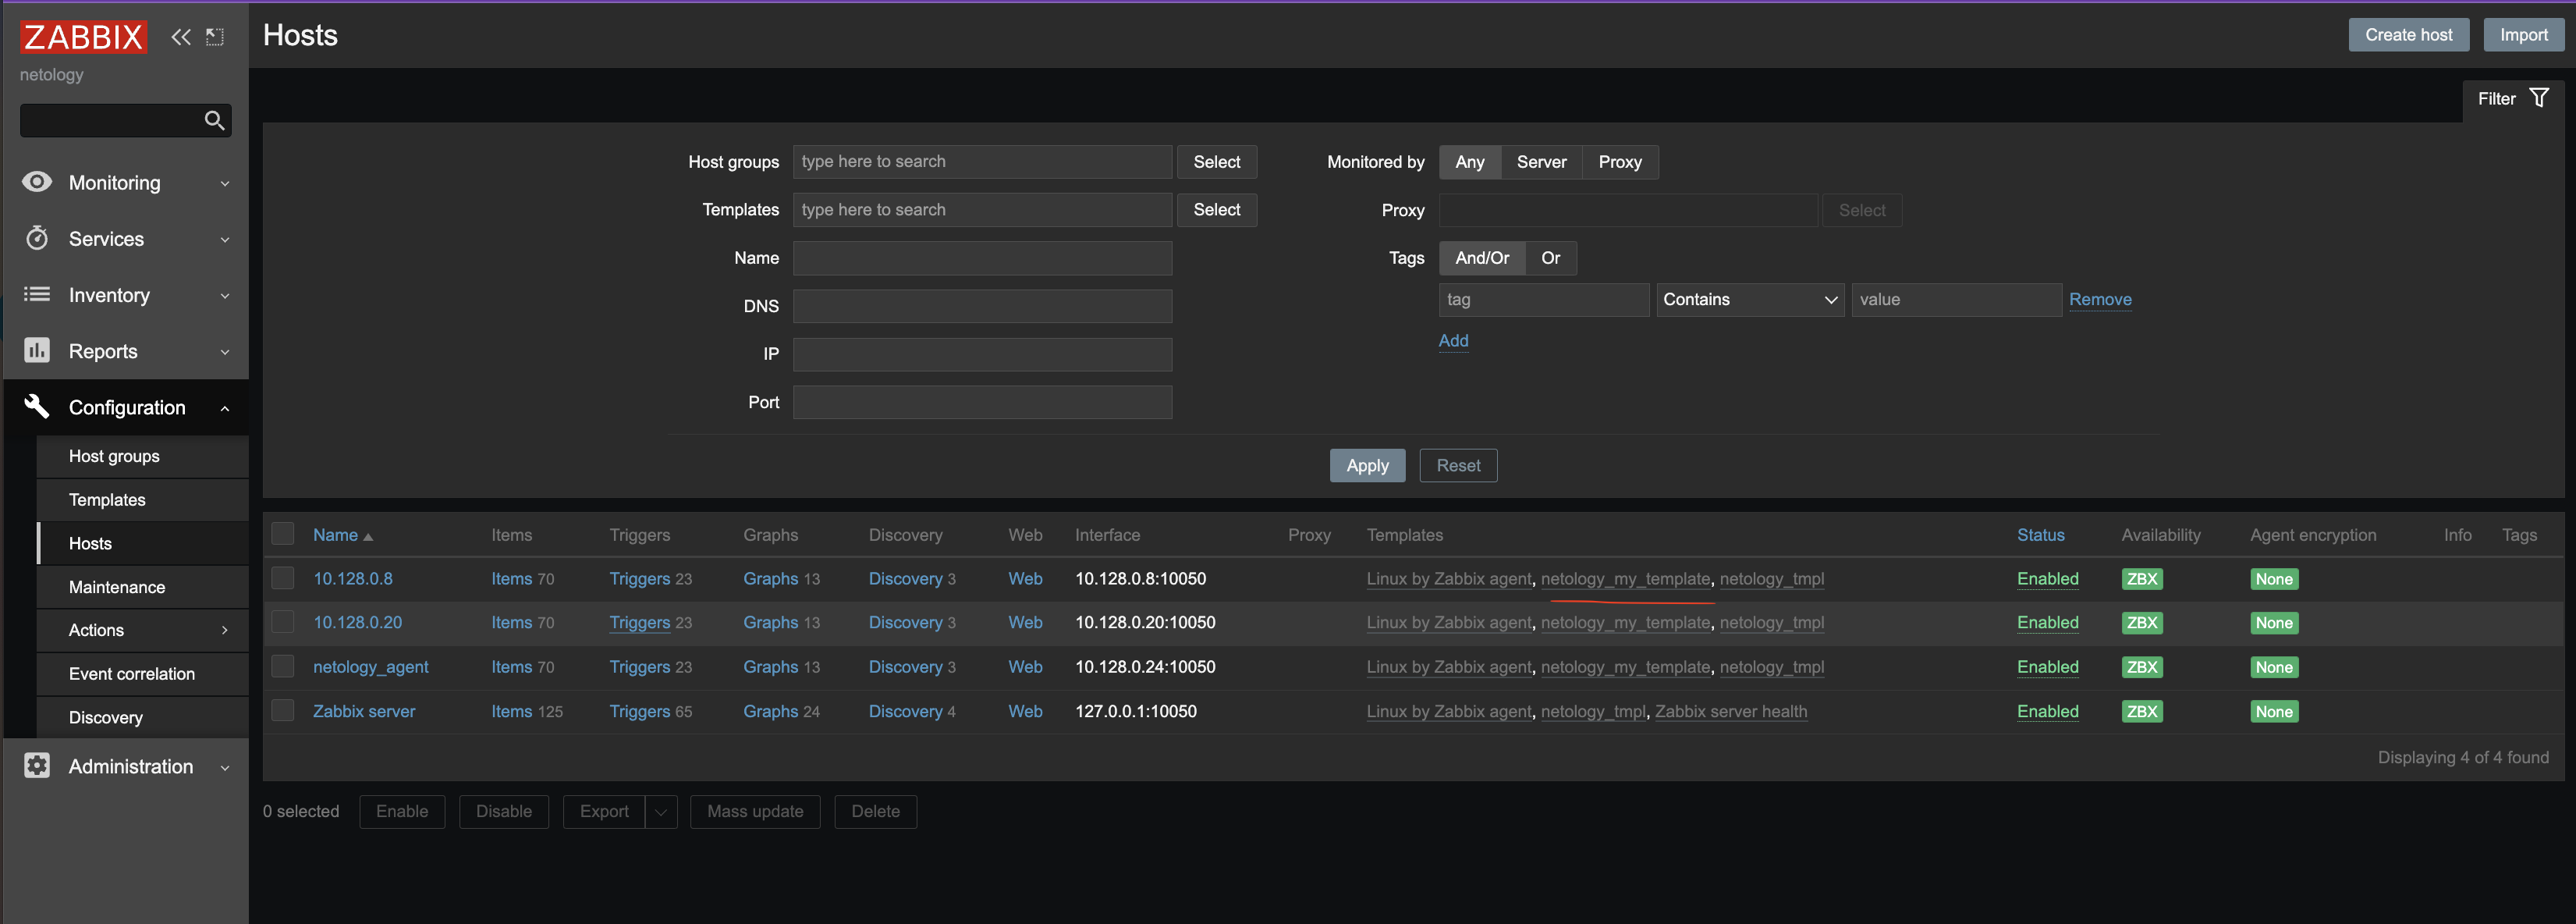 ZABBIX
netology
Monitoring
Services
Inventory
Reports
Configuration
Host groups
Templates
Hosts
Maintenance
Actions
Event correlation
Discovery
Administration
Hosts
Create host Import
Filter
Host groups type here to search Select
Templates type here to search Select
Name
DNS
IP
Port
Monitored by Any Server Proxy
Proxy Select
Tags And/Or Or
tag Contains value Remove
Add
Apply Reset
Name Items Triggers Graphs Discovery Web Interface Proxy Templates Status Availability Agent encryption Info Tags
10.128.0.8 Items 70 Triggers 23 Graphs 13 Discovery 3 Web 10.128.0.8:10050 Linux by Zabbix agent, netology_my_template, netology_tmpl Enabled ZBX None
10.128.0.20 Items 70 Triggers 23 Graphs 13 Discovery 3 Web 10.128.0.20:10050 Linux by Zabbix agent, netology_my_template, netology_tmpl Enabled ZBX None
netology_agent Items 70 Triggers 23 Graphs 13 Discovery 3 Web 10.128.0.24:10050 Linux by Zabbix agent, netology_my_template, netology_tmpl Enabled ZBX None
Zabbix server Items 125 Triggers 65 Graphs 24 Discovery 4 Web 127.0.0.1:10050 Linux by Zabbix agent, netology_tmpl, Zabbix server health Enabled ZBX None
Displaying 4 of 4 found
0 selected Enable Disable Export Mass update Delete